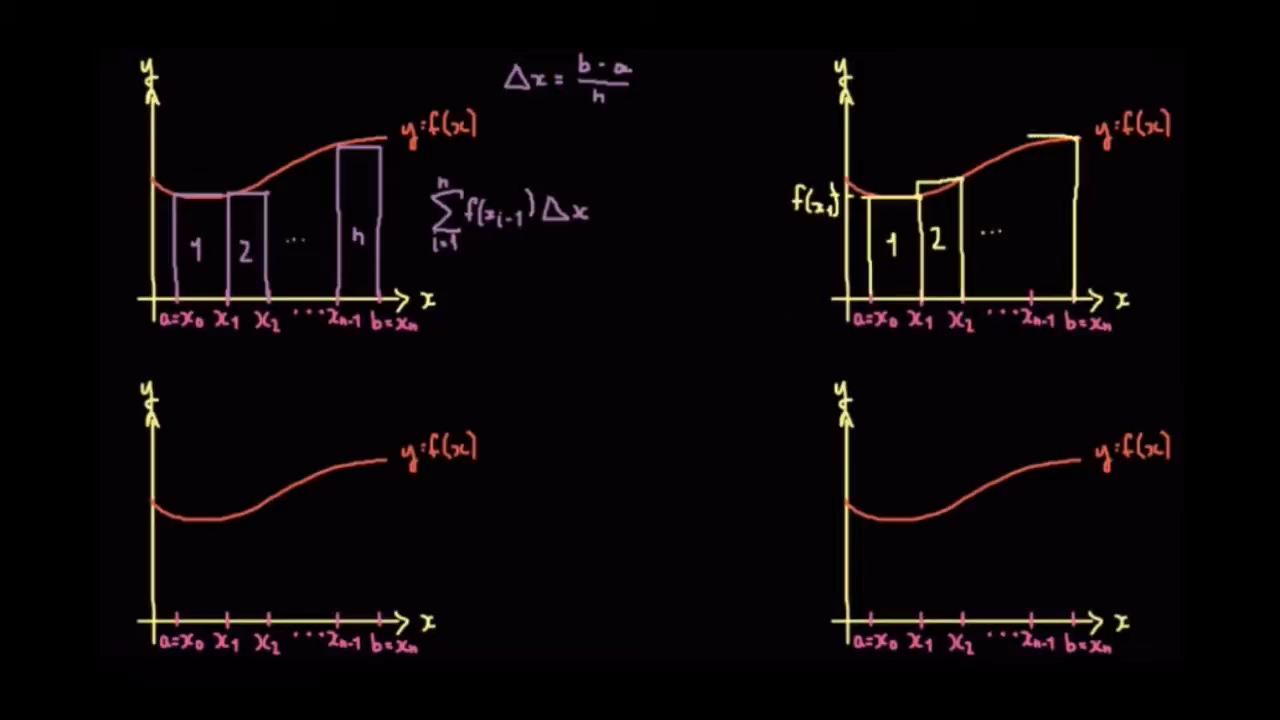 y
Δx = b - a / n
y = f(x)
n
∑ f(x_{i-1}) Δx
i=1
1 2 ... n
x
a=x₀ x₁ x₂ ... x_{n-1} b=x_n
y
y = f(x)
f(x₁)
1 2 ...
x
a=x₀ x₁ x₂ ... x_{n-1} b=x_n
y
y = f(x)
x
a=x₀ x₁ x₂ ... x_{n-1} b=x_n
y
y = f(x)
x
a=x₀ x₁ x₂ ... x_{n-1} b=x_n